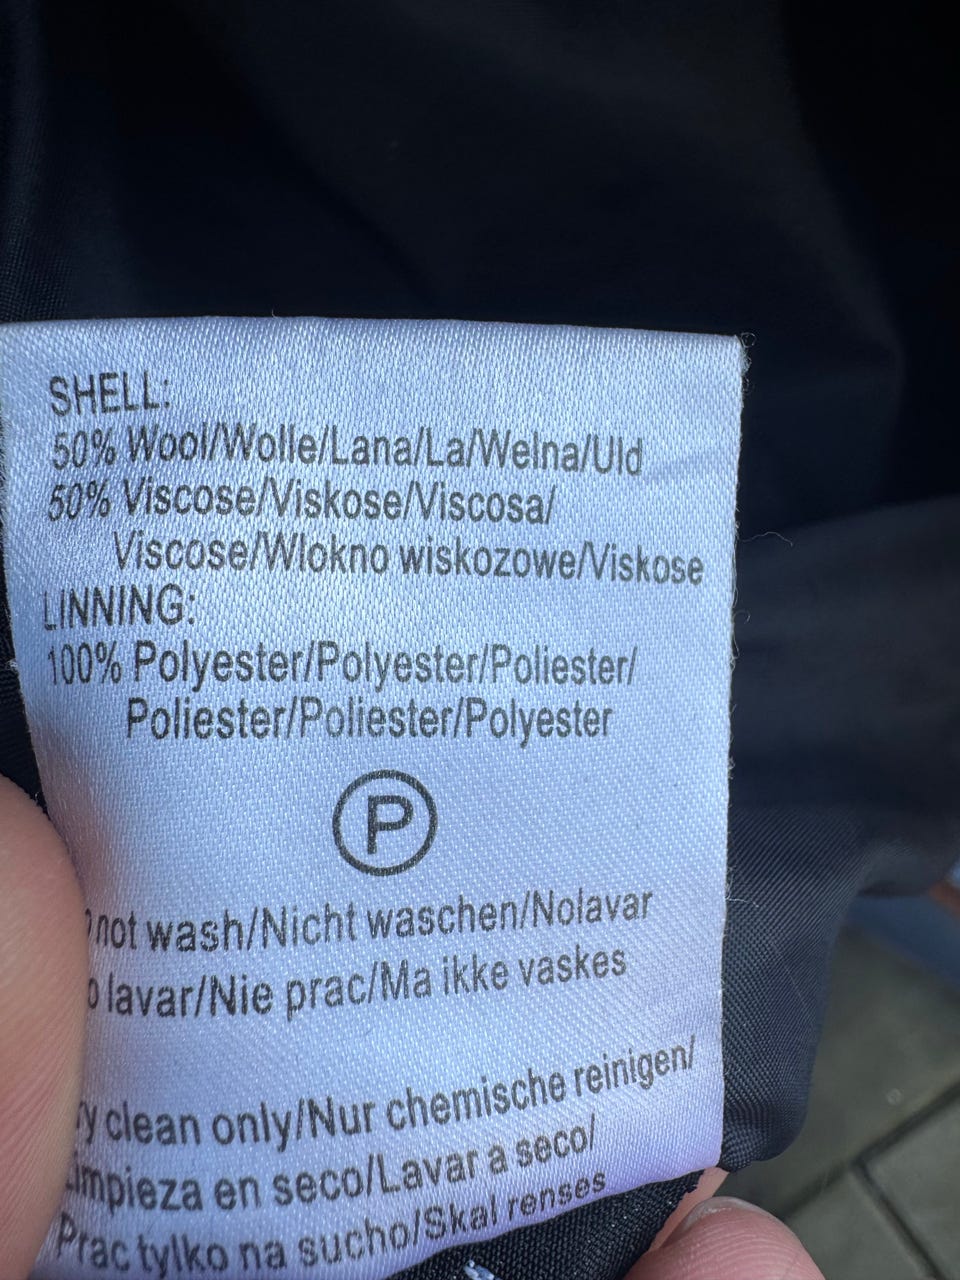 SHELL:
50% Wool/Wolle/Lana/La/Welna/Uld
50% Viscose/Viskose/Viscosa/
Viscose/Wlokno wiskozowe/Viskose
LINNING:
100% Polyester/Polyester/Poliester/
Poliester/Poliester/Polyester
P
not wash/Nicht waschen/Nolavar
lavar/Nie prac/Ma ikke vaskes
clean only/Nur chemische reinigen/
Limpieza en seco/Lavar a seco/
Prac tylko na sucho/Skal renses